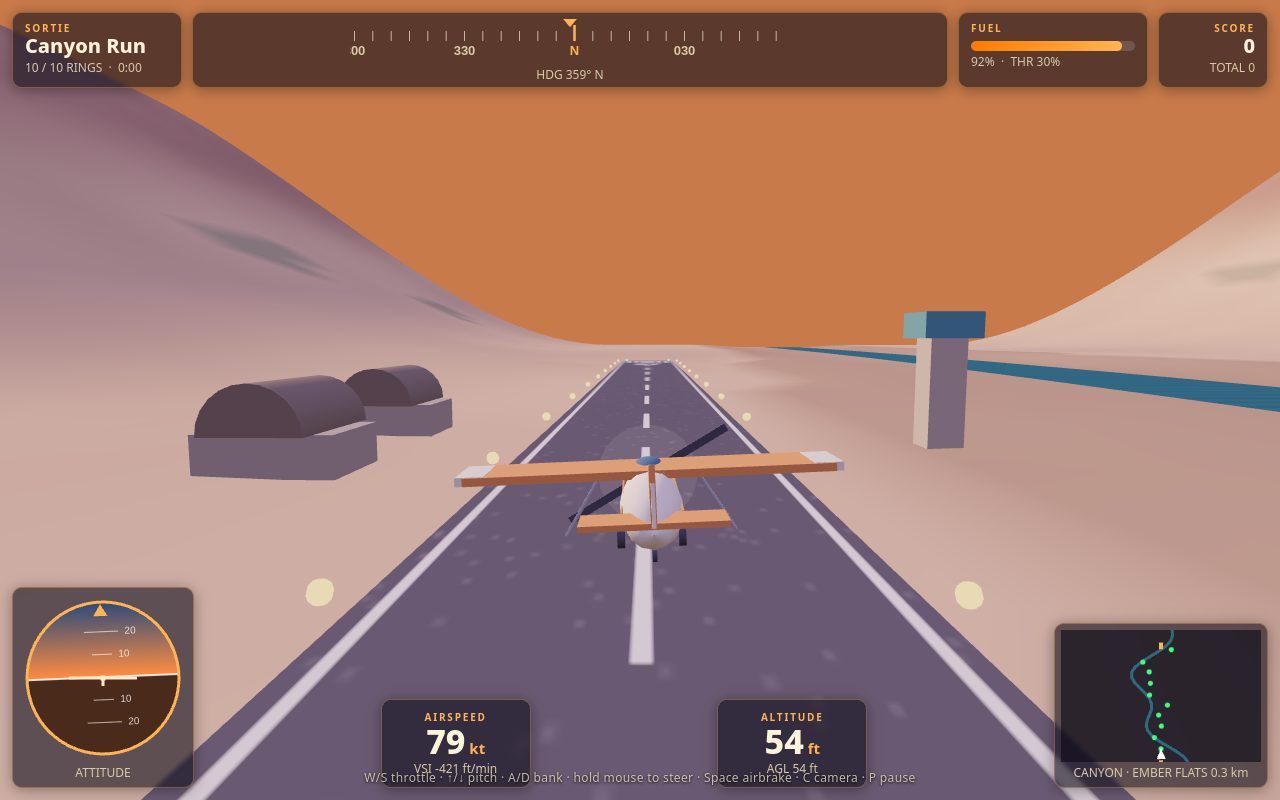 SORTIE
Canyon Run
10 / 10 RINGS · 0:00
00 330 N 030
HDG 359° N
FUEL
92% · THR 30%
SCORE
0
TOTAL 0
20
10
10
20
ATTITUDE
AIRSPEED
79 kt
VSI -421 ft/min
ALTITUDE
54 ft
AGL 54 ft
W/S throttle · ↑/↓ pitch · A/D bank · hold mouse to steer · Space airbrake · C camera · P pause
CANYON · EMBER FLATS 0.3 km